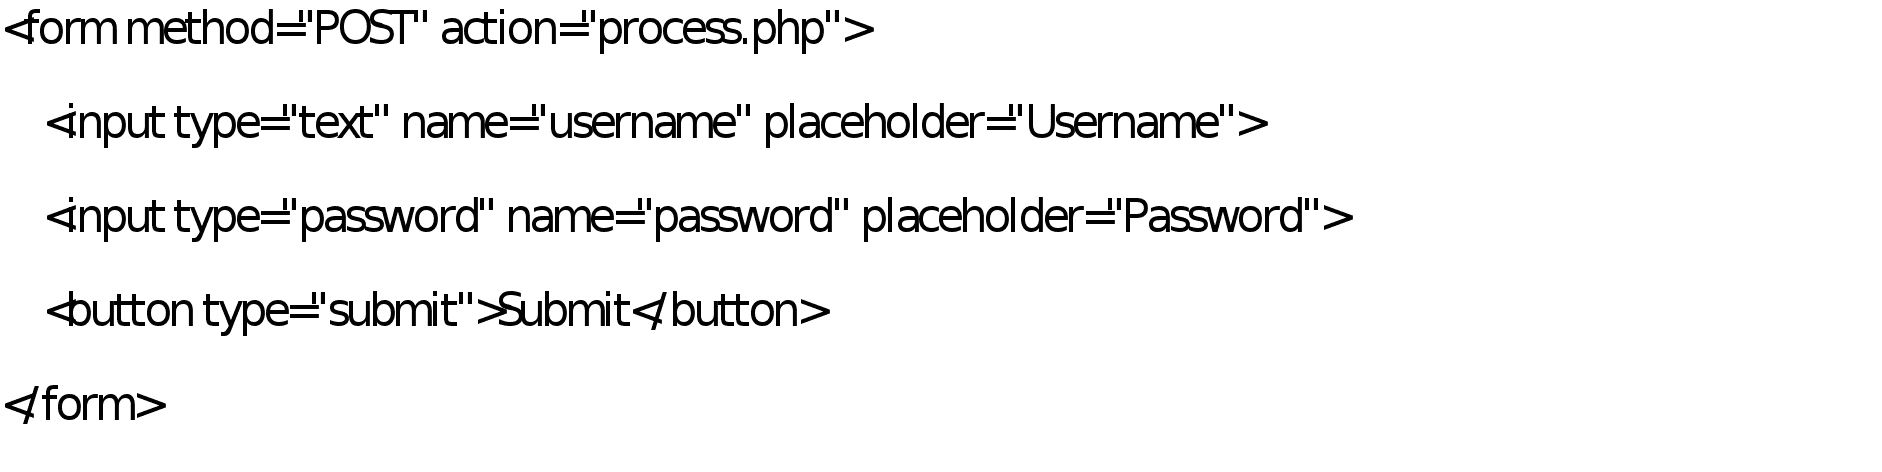 <form method="POST" action="process.php">
<input type="text" name="username" placeholder="Username">
<input type="password" name="password" placeholder="Password">
<button type="submit">Submit</button>
</form>